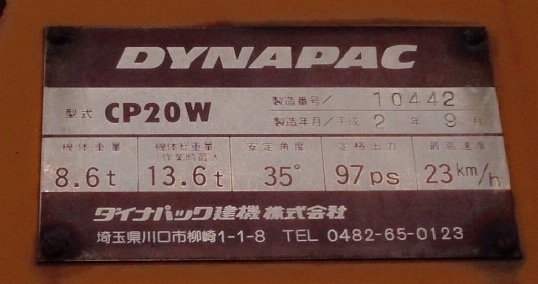 DYNAPAC
型式 CP20W
製造番号/ 10442
製造年月/平成 2 年 9 月
機体重量 機体総重量(作業時最大) 安定角度 定格出力 最高速度
8.6t 13.6t 35° 97ps 23km/h
ダイナパック建機株式会社
埼玉県川口市柳崎1-1-8 TEL 0482-65-0123